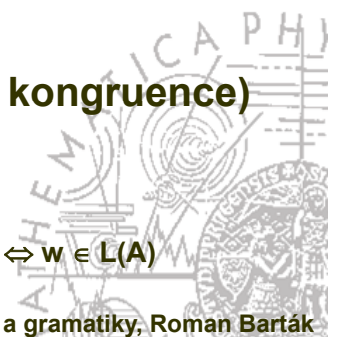 kongruence)
⇔ w ∈ L(A)
a gramatiky, Roman Barták